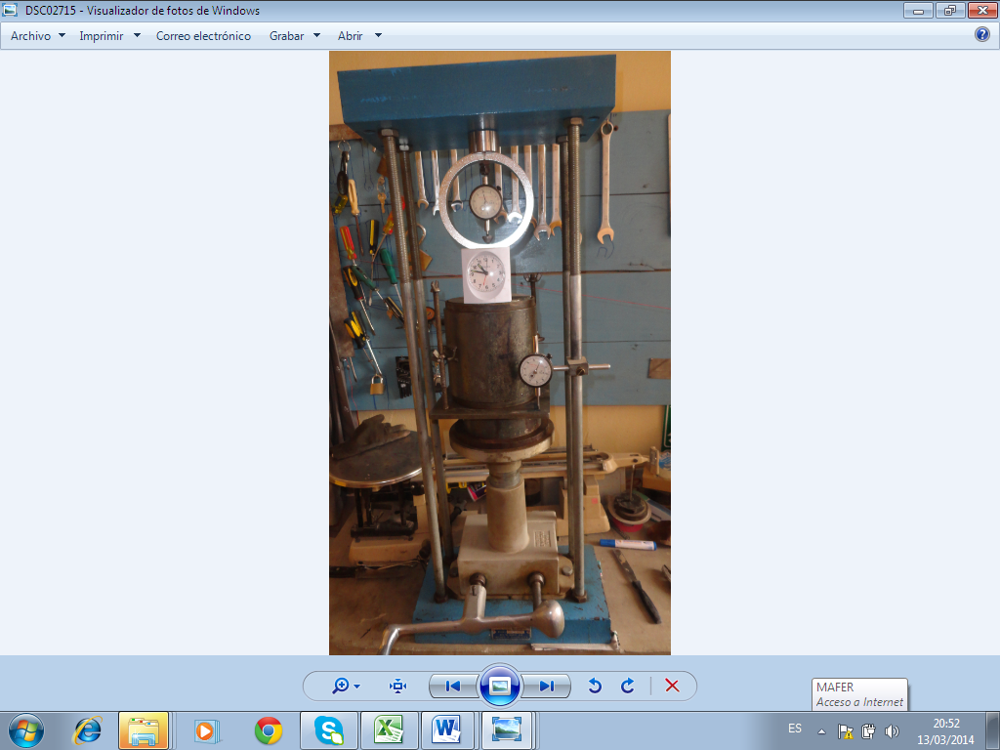 DSC02715 - Visualizador de fotos de Windows
Archivo Imprimir Correo electrónico Grabar Abrir
MAFER
Acceso a Internet
ES
20:52
13/03/2014